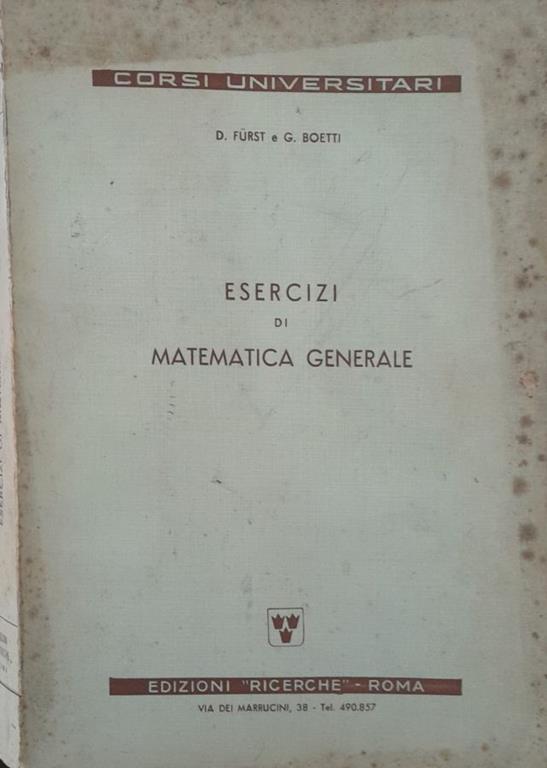 CORSI UNIVERSITARI
D. FÜRST e G. BOETTI
ESERCIZI
DI
MATEMATICA GENERALE
EDIZIONI "RICERCHE" - ROMA
VIA DEI MARRUCINI, 38 - Tel. 490.857